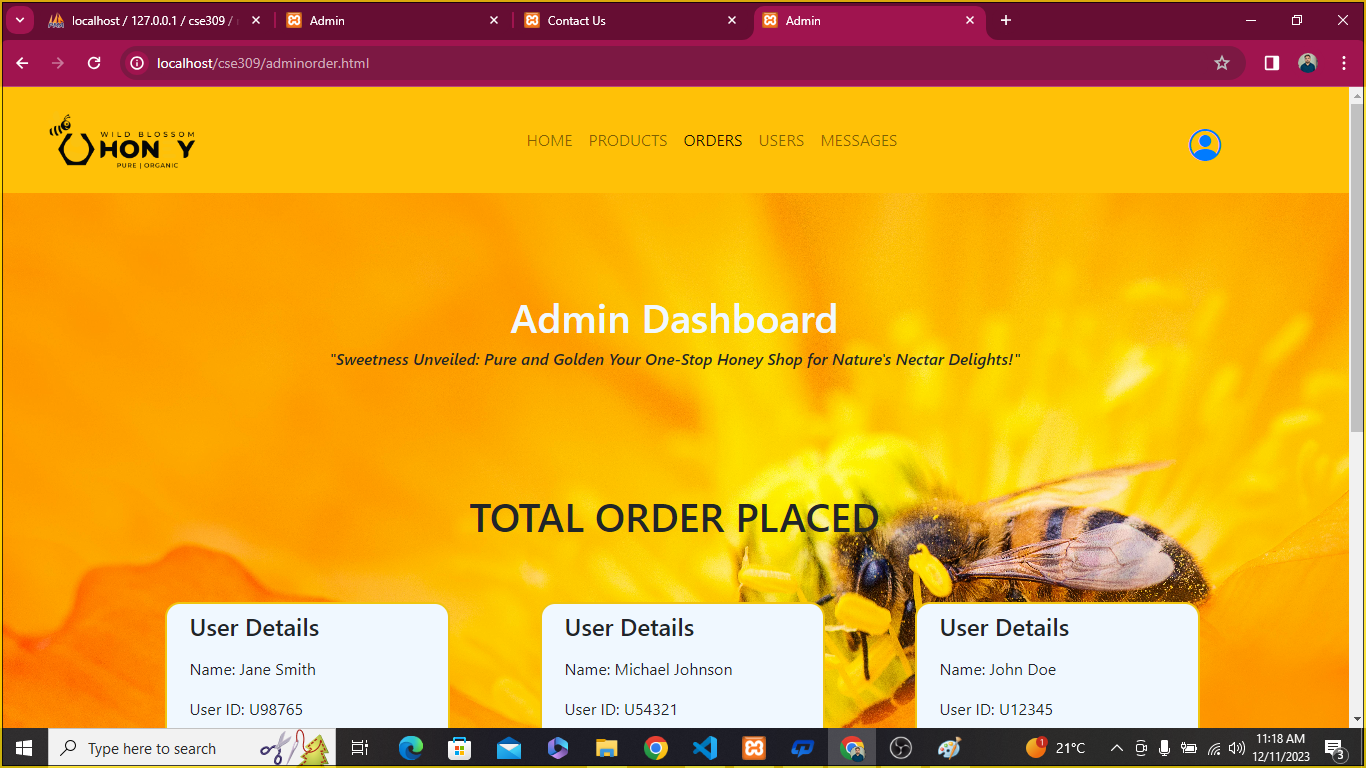 localhost / 127.0.0.1 / cse309 /
Admin
Contact Us
Admin
localhost/cse309/adminorder.html
WILD BLOSSOM
HON Y
PURE | ORGANIC
HOME PRODUCTS ORDERS USERS MESSAGES
Admin Dashboard
"Sweetness Unveiled: Pure and Golden Your One-Stop Honey Shop for Nature's Nectar Delights!"
TOTAL ORDER PLACED
User Details
Name: Jane Smith
User ID: U98765
User Details
Name: Michael Johnson
User ID: U54321
User Details
Name: John Doe
User ID: U12345
Type here to search
1
21°C
11:18 AM
12/11/2023
3